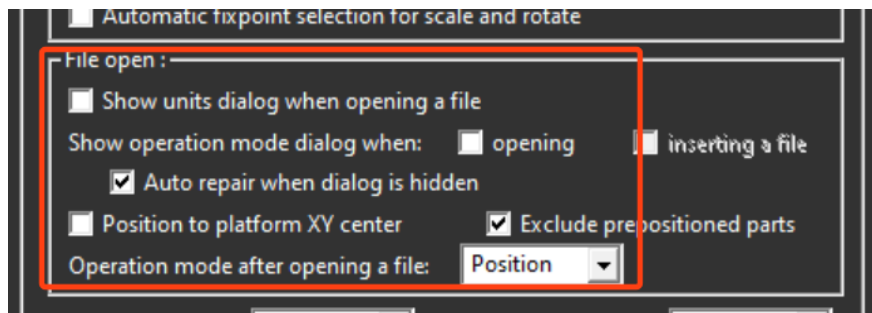 Automatic fixpoint selection for scale and rotate
File open :
Show units dialog when opening a file
Show operation mode dialog when: opening inserting a file
Auto repair when dialog is hidden
Position to platform XY center Exclude prepositioned parts
Operation mode after opening a file: Position